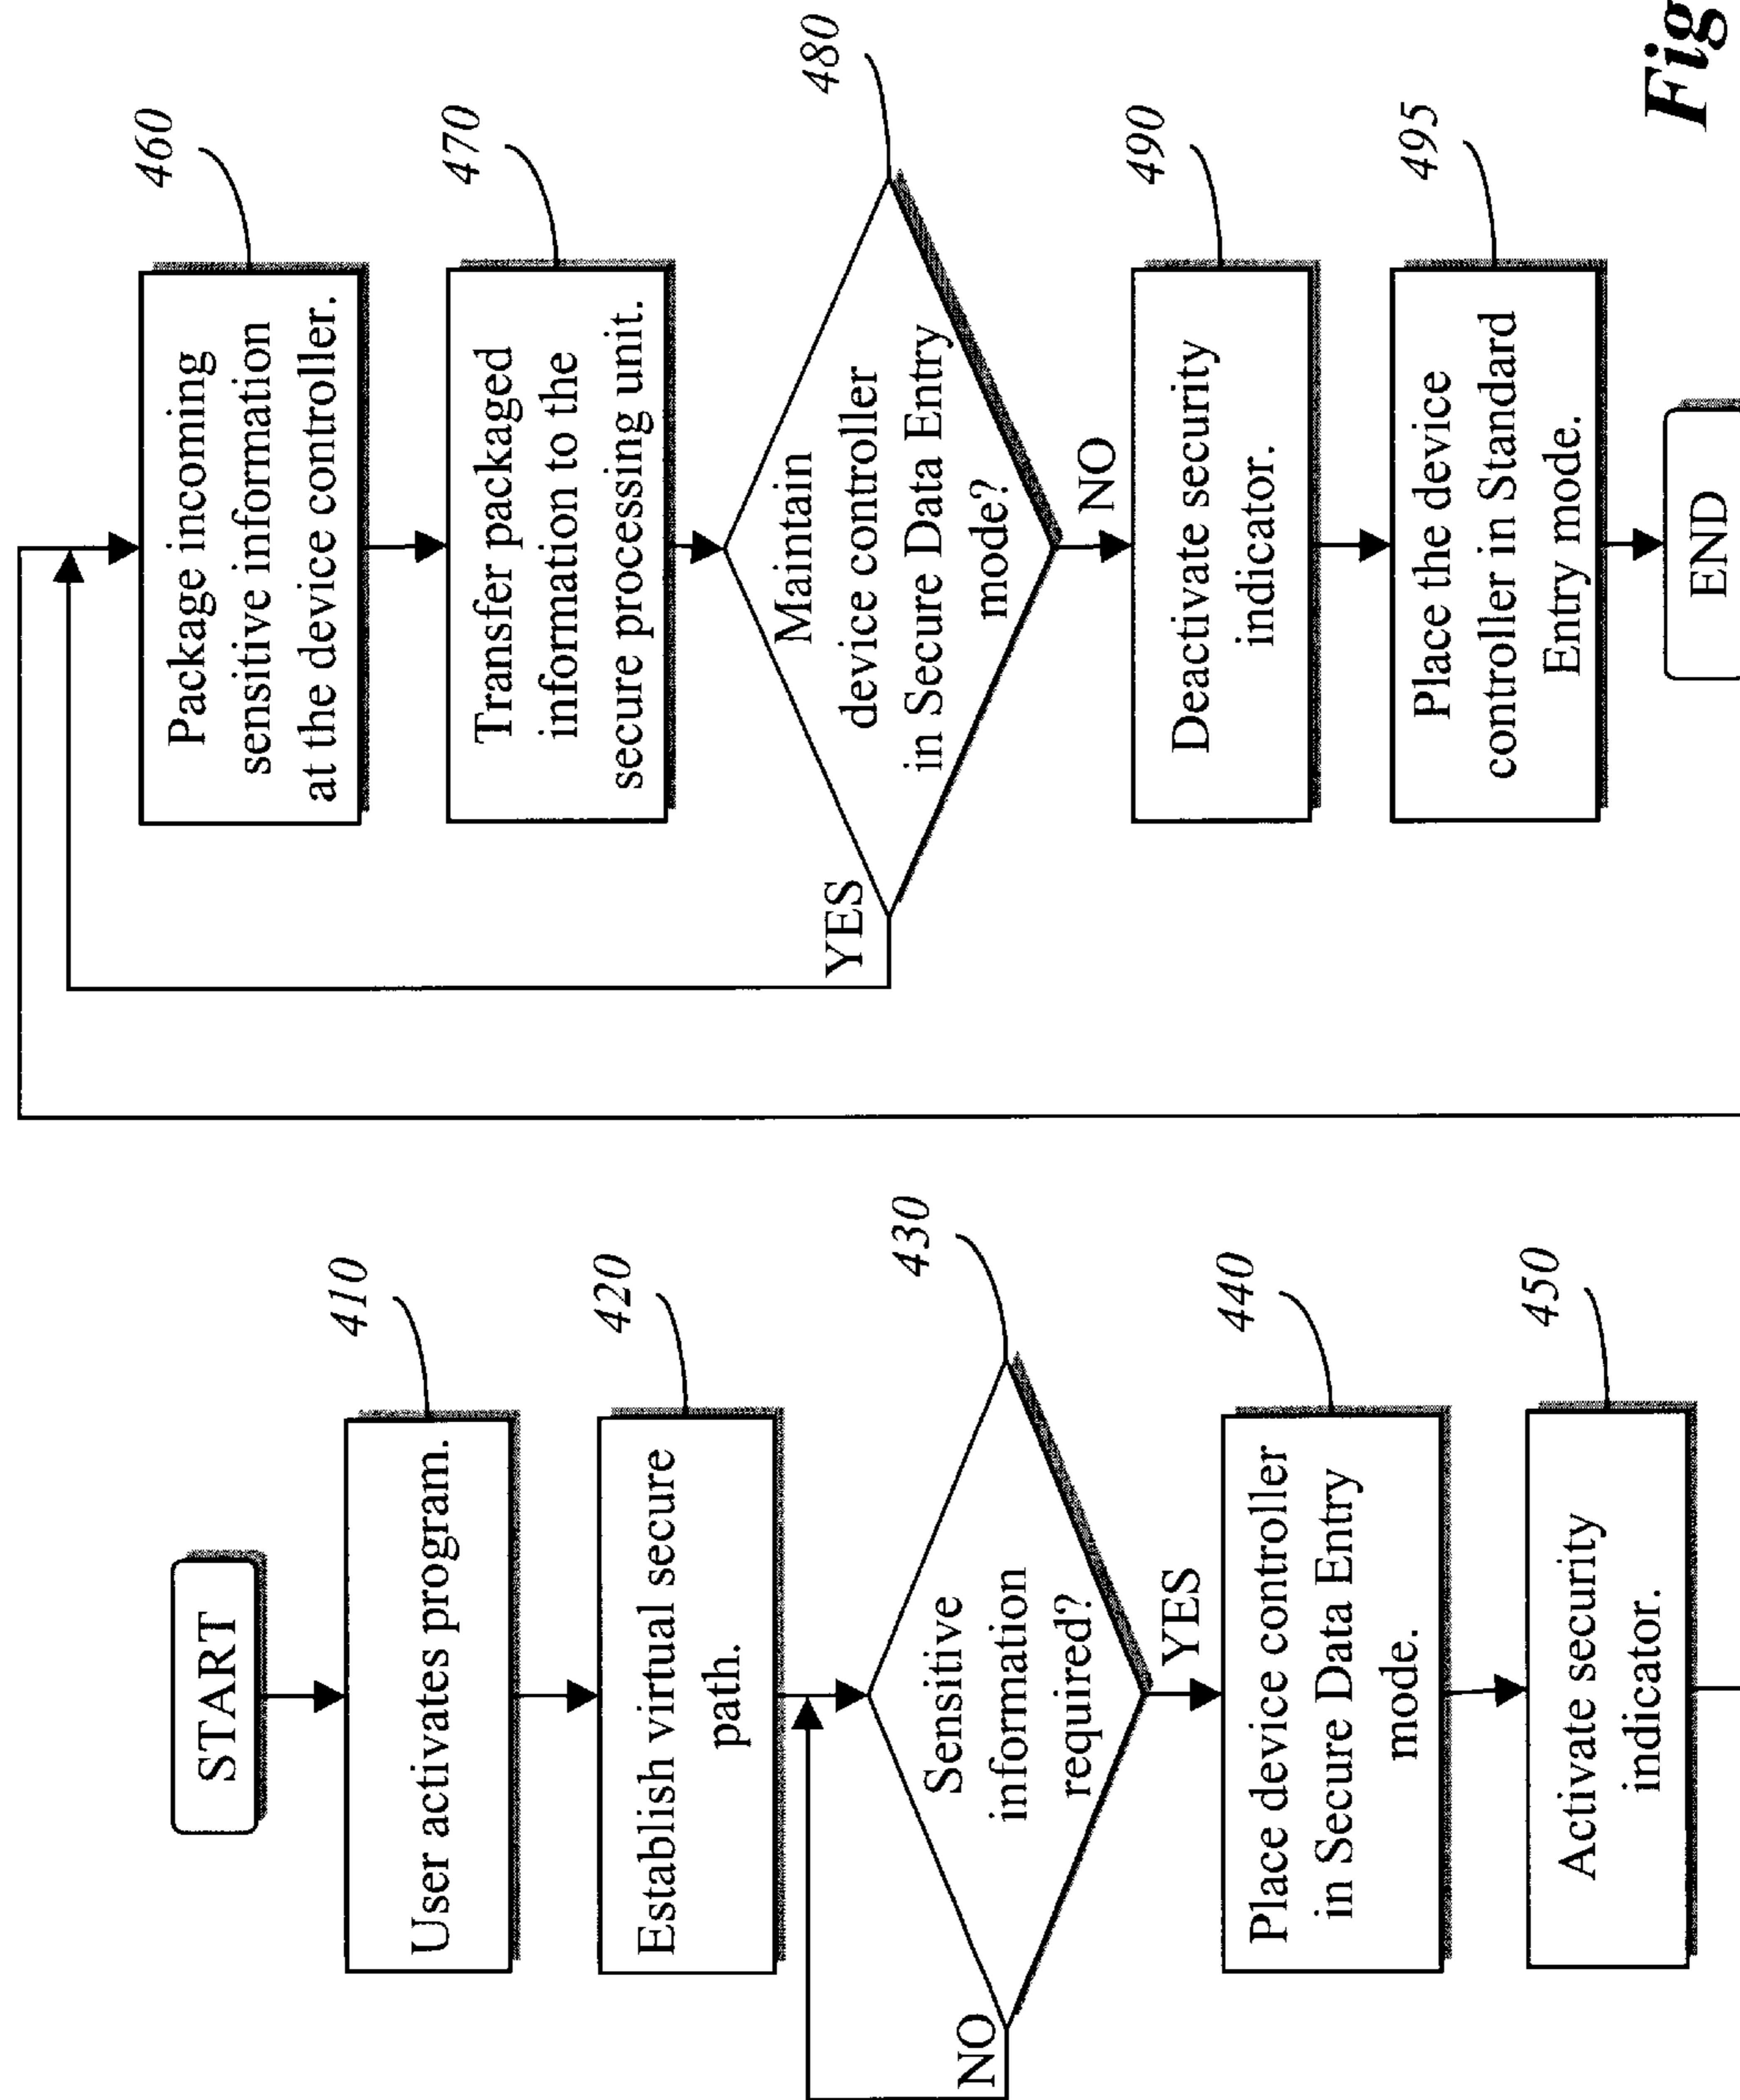 START
410
User activates program.
420
Establish virtual secure
path.
430
Sensitive
information
required?
NO
YES
440
Place device controller
in Secure Data Entry
mode.
450
Activate security
indicator.
460
Package incoming
sensitive information
at the device controller.
470
Transfer packaged
information to the
secure processing unit.
480
Maintain
device controller
in Secure Data Entry
mode?
YES
NO
490
Deactivate security
indicator.
495
Place the device
controller in Standard
Entry mode.
END
Fig